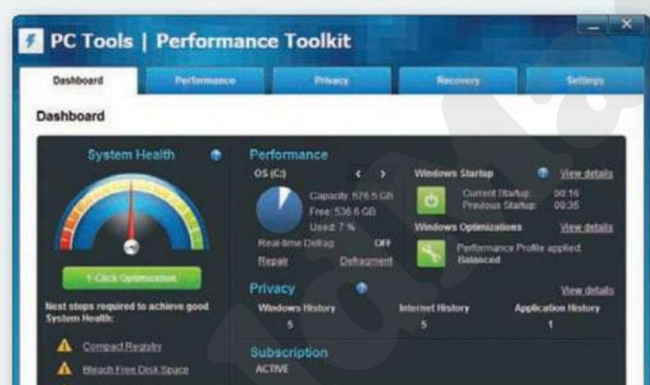 PC Tools | Performance Toolkit
Dashboard
Performance
Privacy
Recovery
Settings
Dashboard
System Health
1-Click Optimization
Next steps required to achieve good
System Health:
Compact Registry
Bleach Free Disk Space
Performance
OS (C:)
Capacity: 576.5 GB
Free: 536.6 GB
Used: 7 %
Real-time Defrag OFF
Repair Defragment
Windows Startup View details
Current Startup: 00:16
Previous Startup: 00:35
Windows Optimizations View details
Performance Profile applied:
Balanced
Privacy View details
Windows History Internet History Application History
5 5 1
Subscription
ACTIVE